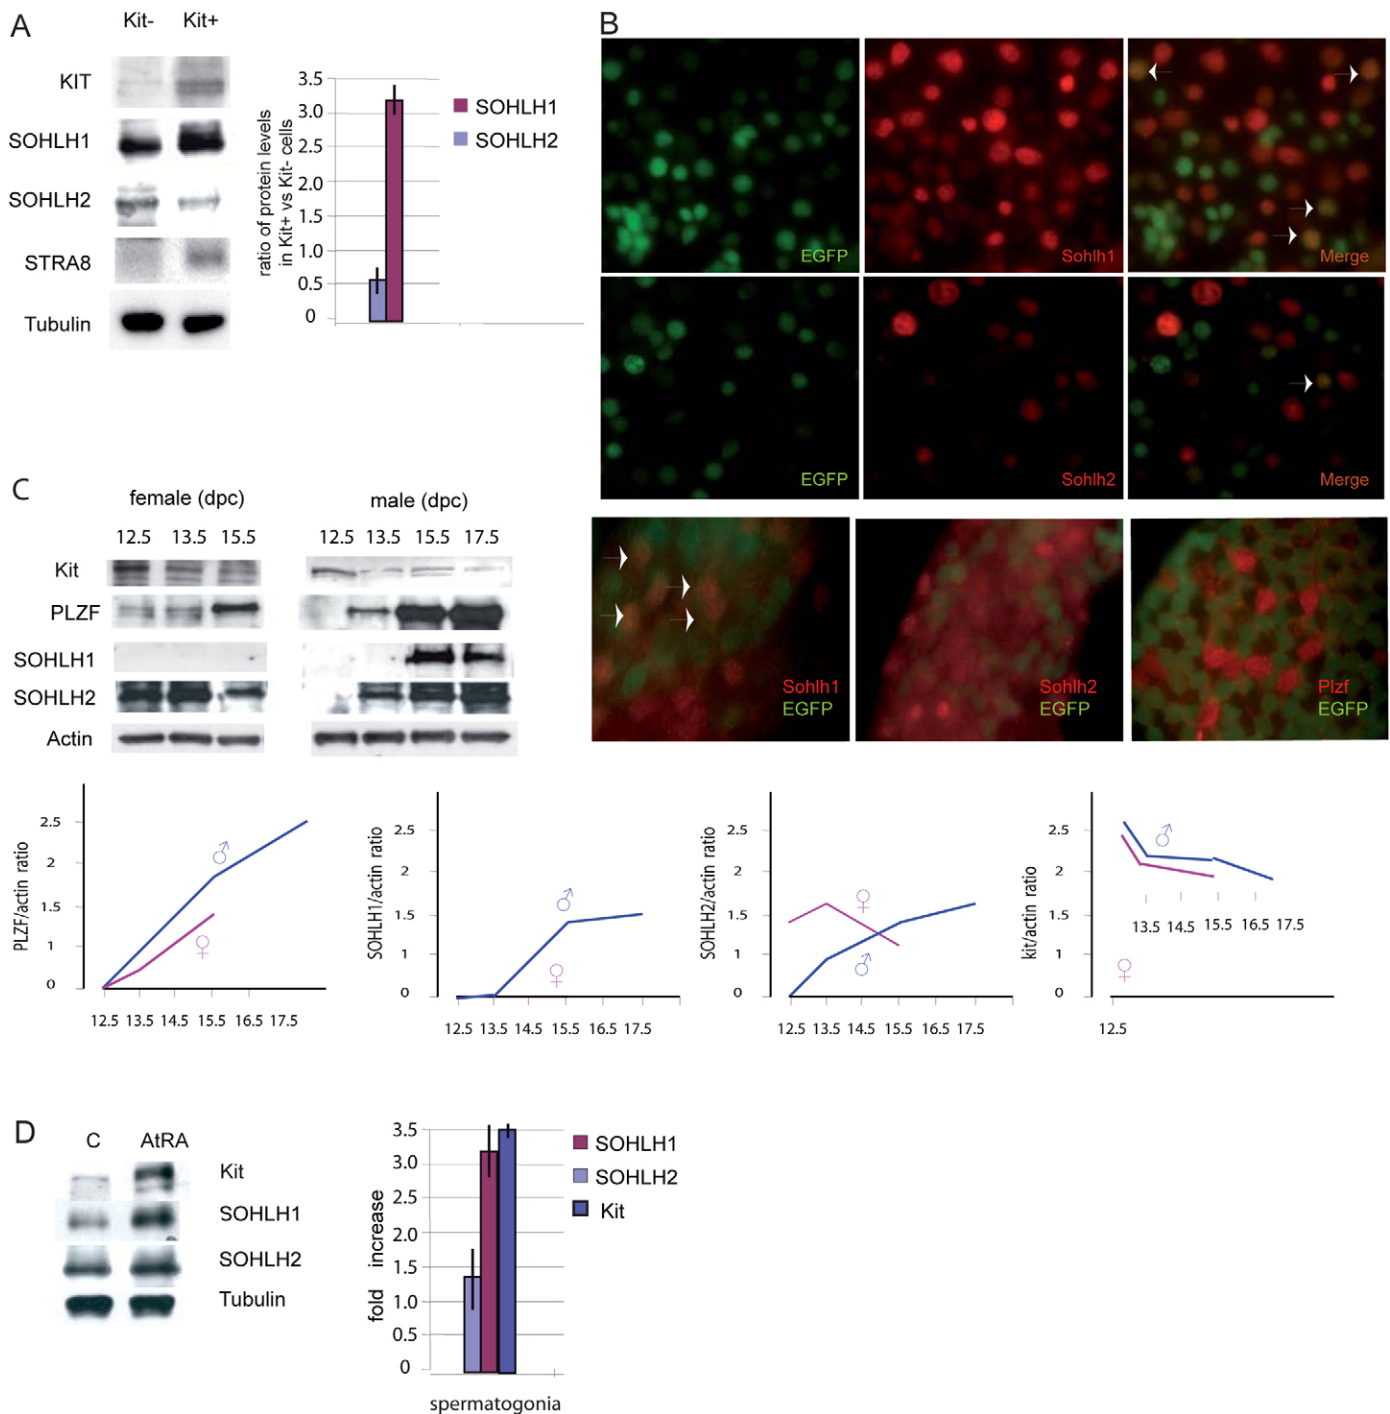 A
Kit- Kit+
KIT
SOHLH1
SOHLH2
STRA8
Tubulin
ratio of protein levels
in Kit+ vs Kit- cells
3.5
3.0
2.5
2.0
1.5
1.0
0.5
0
SOHLH1
SOHLH2
B
EGFP
Sohlh1
Merge
EGFP
Sohlh2
Merge
Sohlh1
EGFP
Sohlh2
EGFP
Plzf
EGFP
C
female (dpc)
12.5 13.5 15.5
male (dpc)
12.5 13.5 15.5 17.5
Kit
PLZF
SOHLH1
SOHLH2
Actin
PLZF/actin ratio
2.5
2
1.5
1
0
♂
♀
12.5 13.5 14.5 15.5 16.5 17.5
SOHLH1/actin ratio
2.5
2
1.5
1
0
♂
♀
12.5 13.5 14.5 15.5 16.5 17.5
SOHLH2/actin ratio
2.5
2
1.5
1
0
♀
♂
12.5 13.5 14.5 15.5 16.5 17.5
kit/actin ratio
2.5
2
1.5
1
0
♂
13.5 14.5 15.5 16.5 17.5
♀
12.5
D
C AtRA
Kit
SOHLH1
SOHLH2
Tubulin
fold increase
3.5
3.0
2.5
2.0
1.5
1.0
0.5
0
spermatogonia
SOHLH1
SOHLH2
Kit